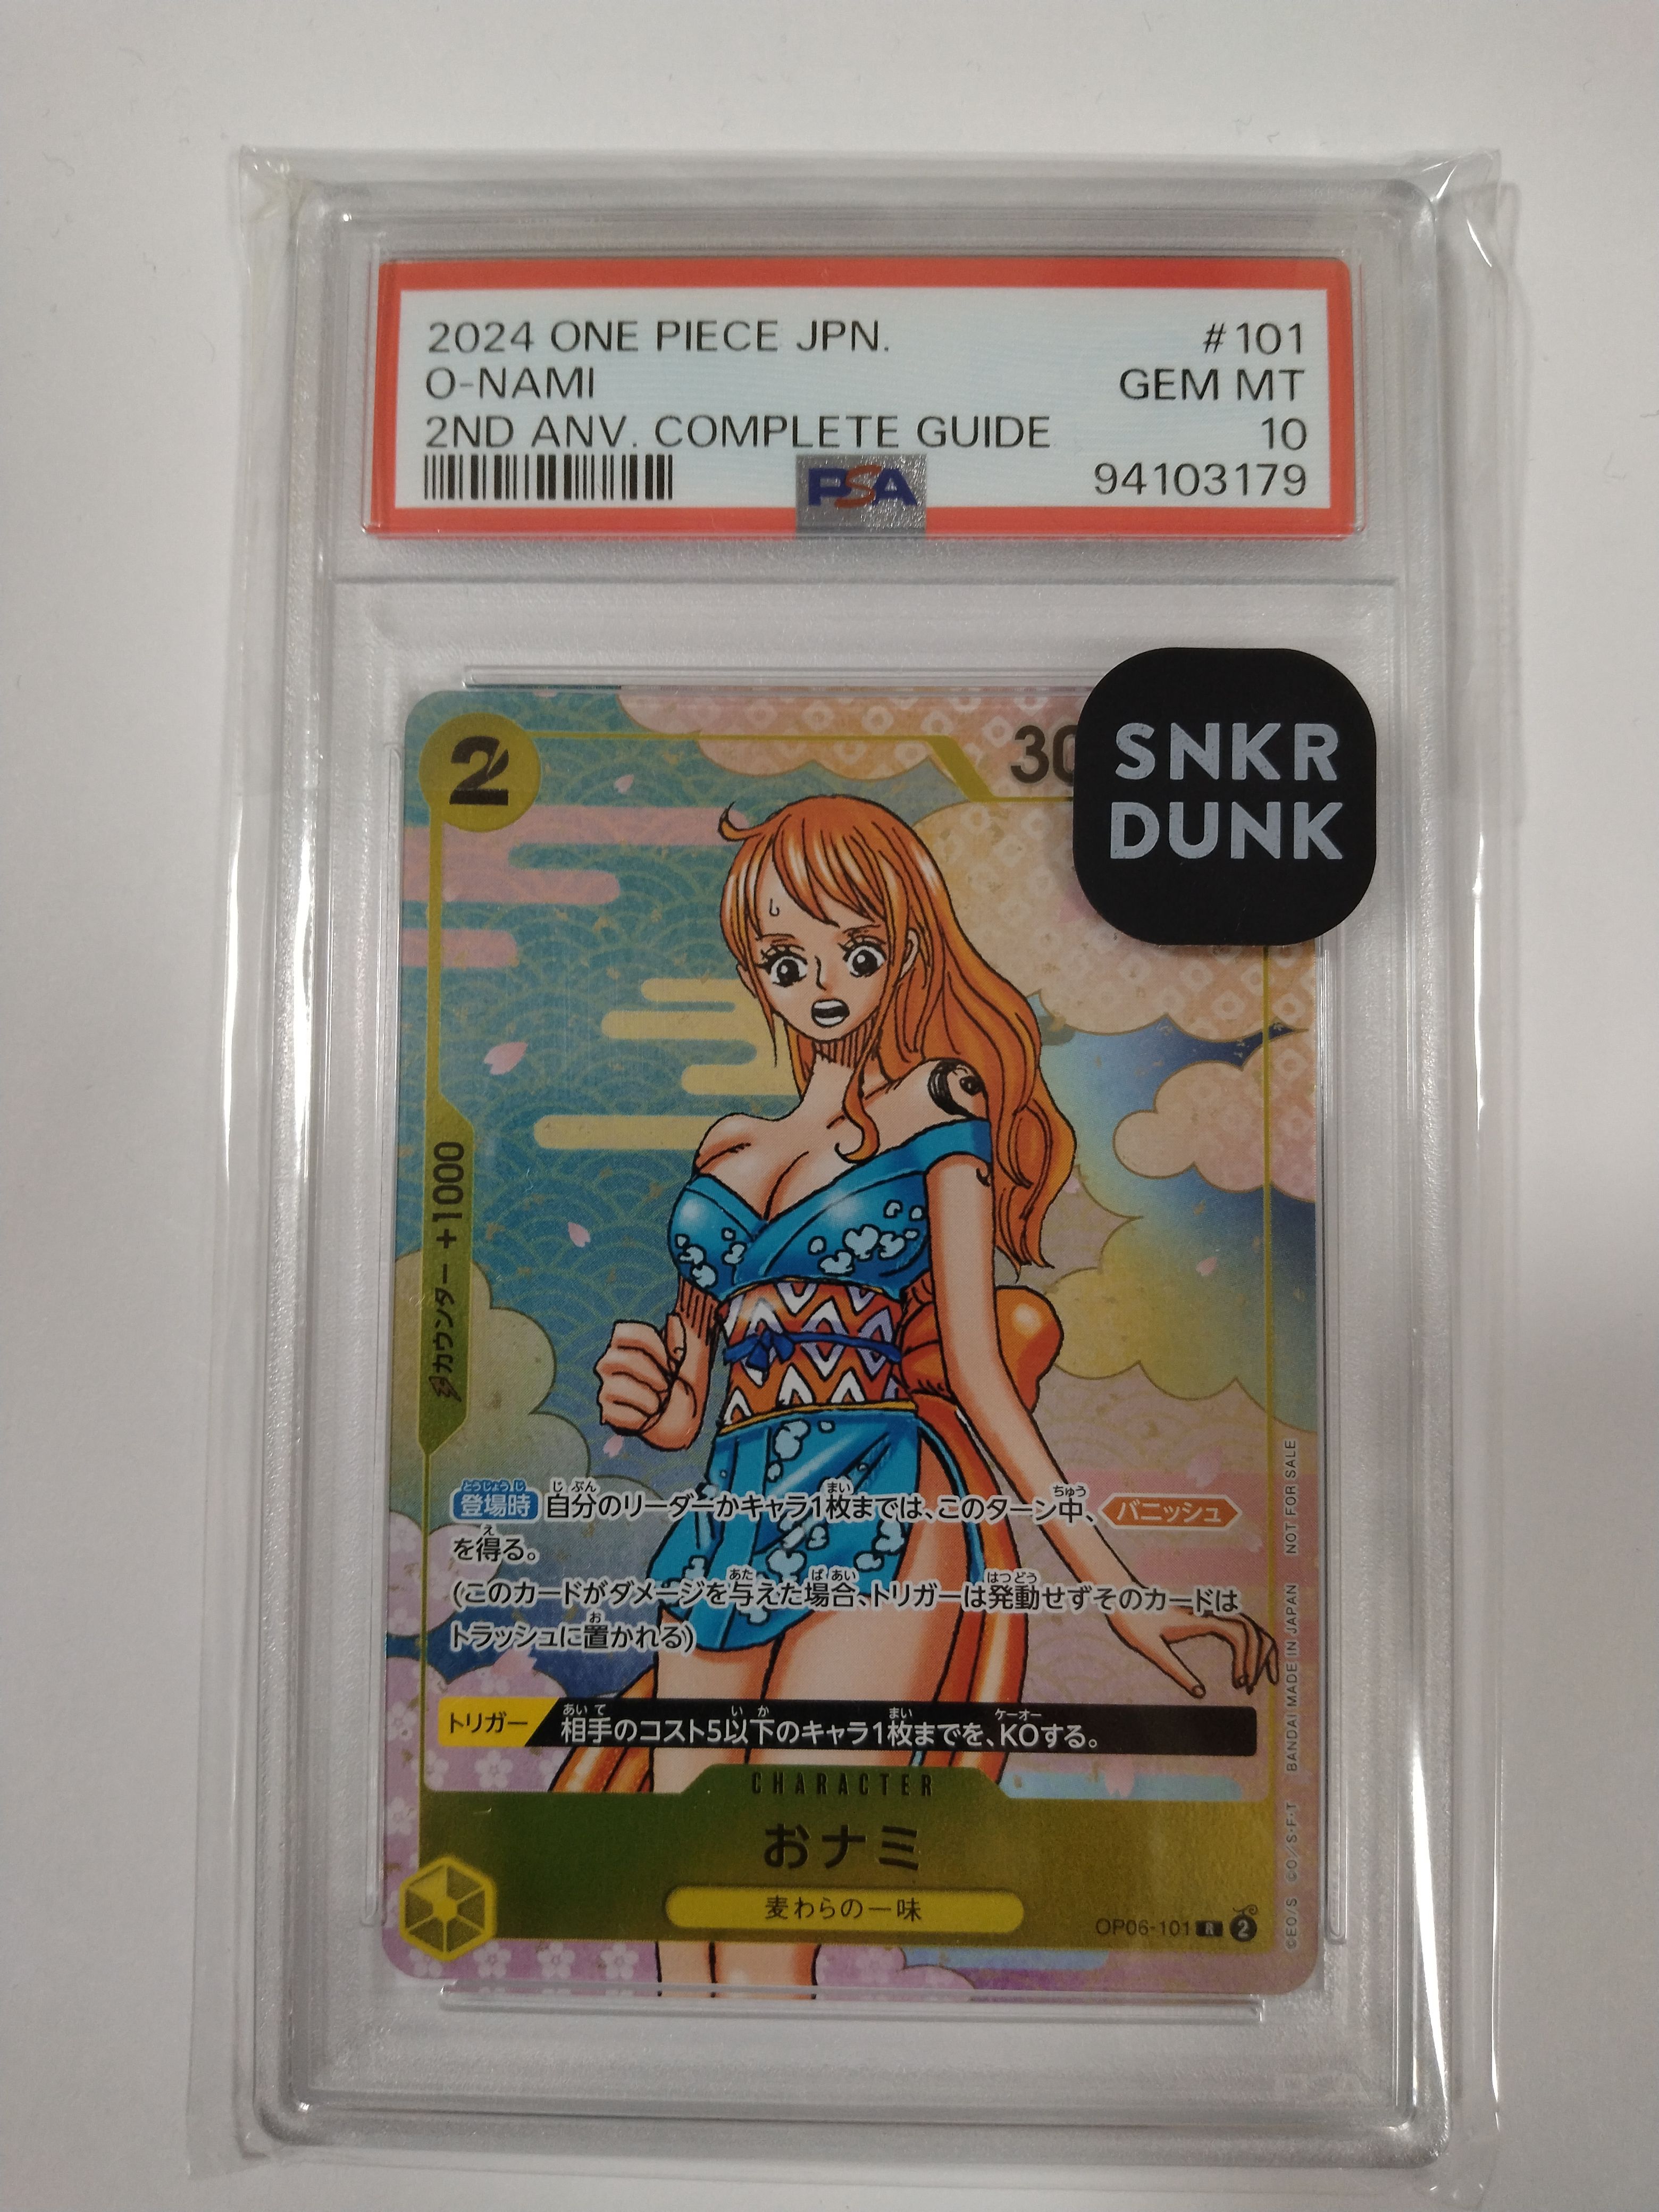 2024 ONE PIECE JPN. #101
O-NAMI GEM MT
2ND ANV. COMPLETE GUIDE 10
PSA 94103179
SNKR
DUNK
2
30
カウンター +1000
登場時 自分のリーダーかキャラ1枚までは、このターン中、バニッシュ
を得る。
(このカードがダメージを与えた場合、トリガーは発動せずそのカードは
トラッシュに置かれる)
トリガー 相手のコスト5以下のキャラ1枚までを、KOする。
CHARACTER
おナミ
麦わらの一味
OP06-101 R 2
©EO/S ©O/S・F・T BANDAI MADE IN JAPAN NOT FOR SALE
PSA